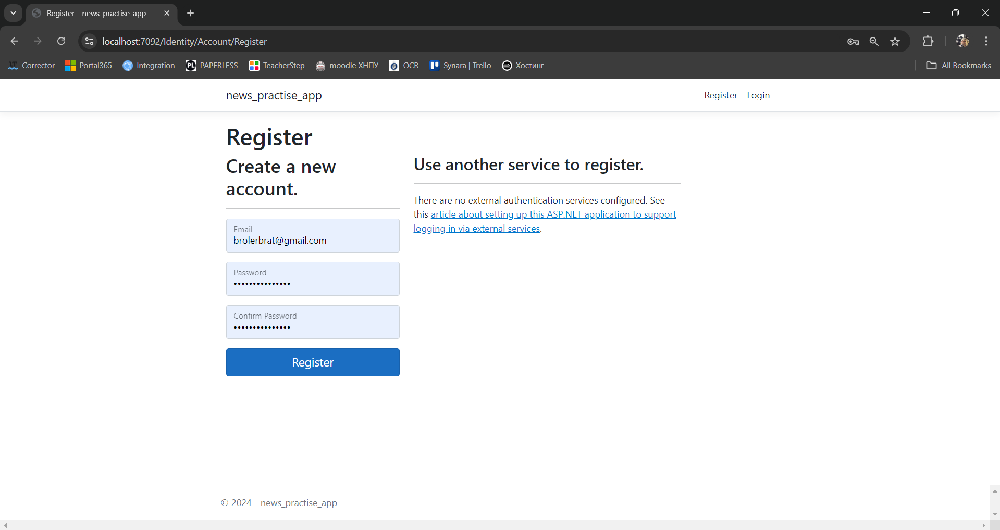 Register - news_practise_app
localhost:7092/Identity/Account/Register
Corrector
Portal365
Integration
PL PAPERLESS
TeacherStep
moodle ХНПУ
OCR
Synara | Trello
Хостинг
All Bookmarks
news_practise_app
Register
Login
Register
Create a new
account.
Email
brolerbrat@gmail.com
Password
•••••••••••••••
Confirm Password
•••••••••••••••
Register
Use another service to register.
There are no external authentication services configured. See
this article about setting up this ASP.NET application to support
logging in via external services.
© 2024 - news_practise_app